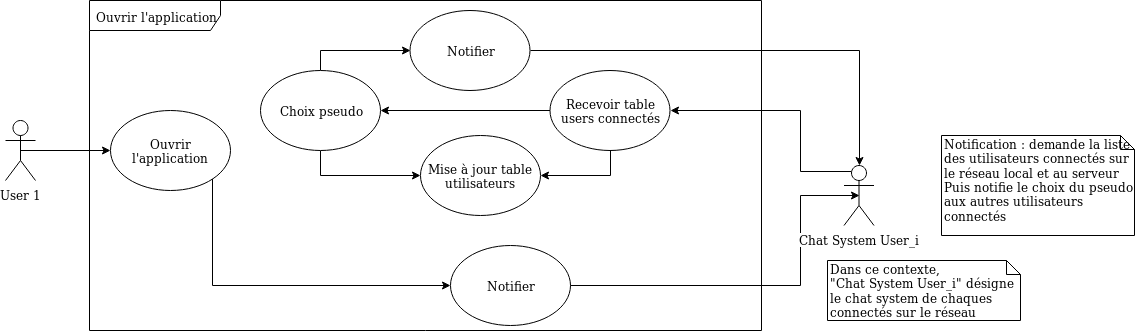 Ouvrir l'application
Notifier
Choix pseudo
Recevoir table
users connectés
Ouvrir
l'application
Mise à jour table
utilisateurs
User 1
Notifier
Chat System User_i
Notification : demande la liste
des utilisateurs connectés sur
le réseau local et au serveur
Puis notifie le choix du pseudo
aux autres utilisateurs
connectés
Dans ce contexte,
"Chat System User_i" désigne
le chat system de chaques
connectés sur le réseau